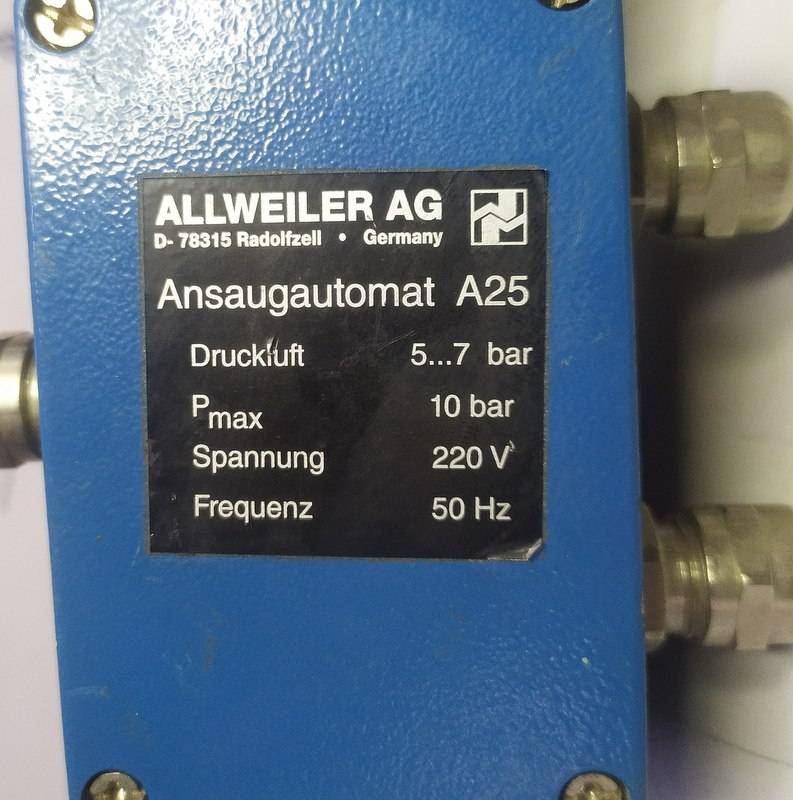 ALLWEILER AG
D- 78315 Radolfzell • Germany
Ansaugautomat A25
Druckluft 5...7 bar
Pmax 10 bar
Spannung 220 V
Frequenz 50 Hz